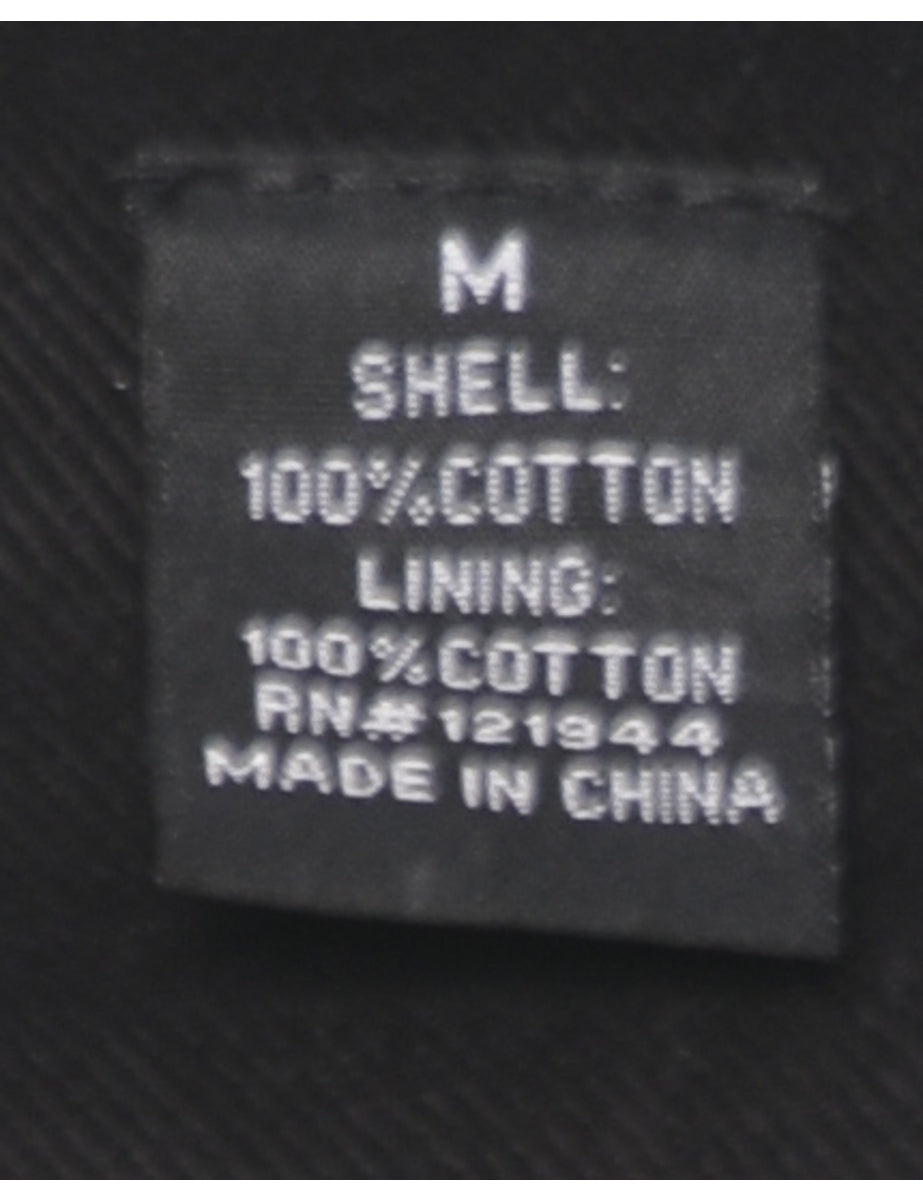 M
SHELL:
100%COTTON
LINING:
100%COTTON
RN#121944
MADE IN CHINA